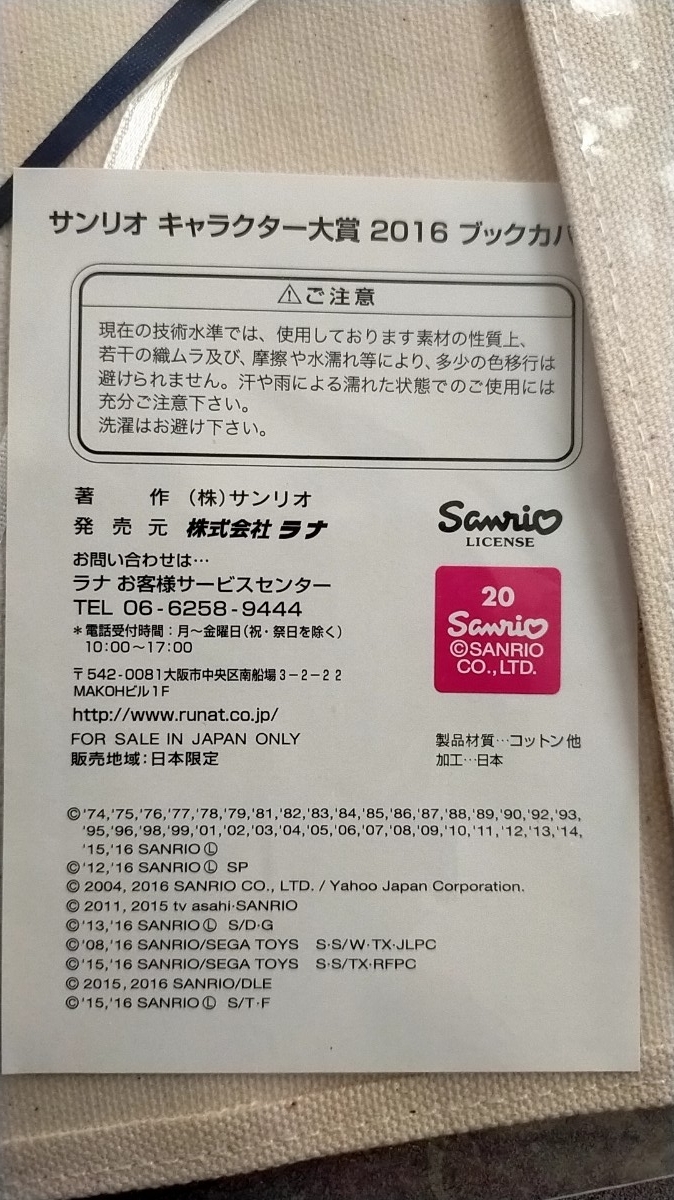 サンリオ キャラクター大賞 2016 ブックカバ
⚠ご注意
現在の技術水準では、使用しております素材の性質上、
若干の織ムラ及び、摩擦や水濡れ等により、多少の色移行は
避けられません。汗や雨による濡れた状態でのご使用には
充分ご注意下さい。
洗濯はお避け下さい。
著 作 (株)サンリオ
発 売 元 株式会社 ラナ
お問い合わせは…
ラナ お客様サービスセンター
TEL 06-6258-9444
*電話受付時間:月〜金曜日(祝・祭日を除く)
10:00〜17:00
〒542-0081大阪市中央区南船場3-2-22
MAKOHビル1F
http://www.runat.co.jp/
FOR SALE IN JAPAN ONLY
販売地域:日本限定
Sanrio
LICENSE
20
Sanrio
©SANRIO
CO.,LTD.
製品材質…コットン他
加工…日本
©'74,'75,'76,'77,'78,'79,'81,'82,'83,'84,'85,'86,'87,'88,'89,'90,'92,'93,
'95,'96,'98,'99,'01,'02,'03,'04,'05,'06,'07,'08,'09,'10,'11,'12,'13,'14,
'15,'16 SANRIOⓁ
©'12,'16 SANRIOⓁ SP
© 2004, 2016 SANRIO CO., LTD. / Yahoo Japan Corporation.
© 2011, 2015 tv asahi·SANRIO
©'13,'16 SANRIOⓁ S/D·G
©'08,'16 SANRIO/SEGA TOYS S·S/W·TX·JLPC
©'15,'16 SANRIO/SEGA TOYS S·S/TX·RFPC
© 2015, 2016 SANRIO/DLE
©'15,'16 SANRIOⓁ S/T·F